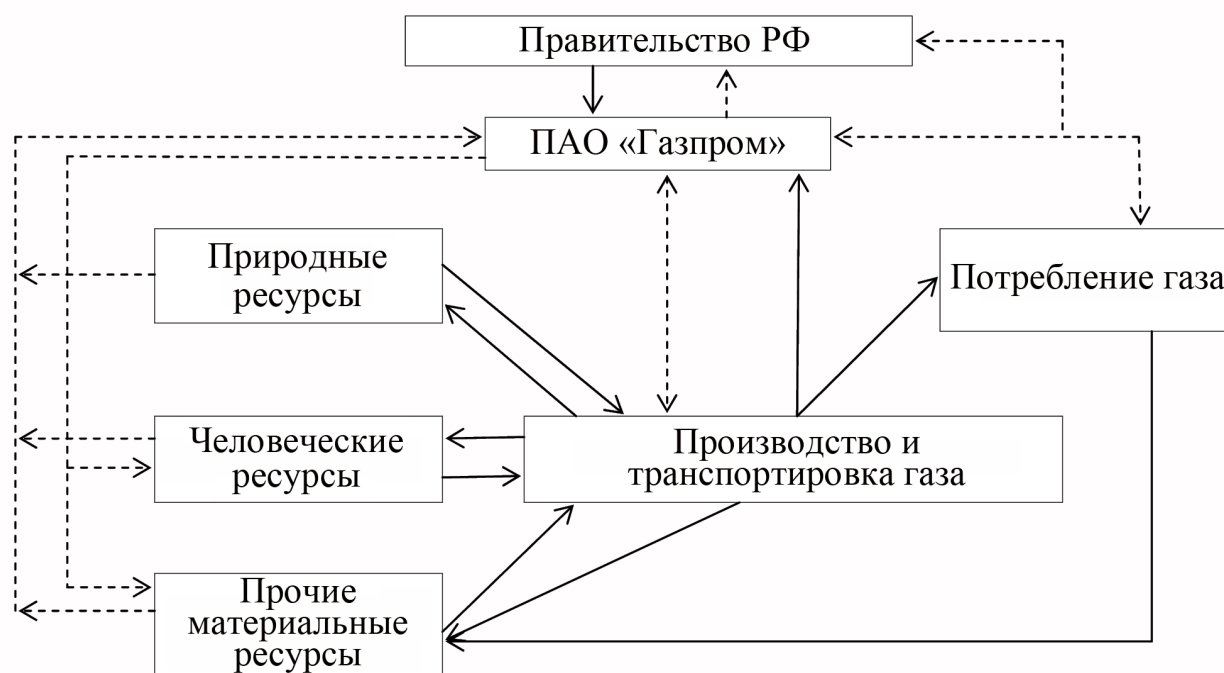 Правительство РФ
ПАО «Газпром»
Природные
ресурсы
Потребление газа
Человеческие
ресурсы
Производство и
транспортировка газа
Прочие
материальные
ресурсы